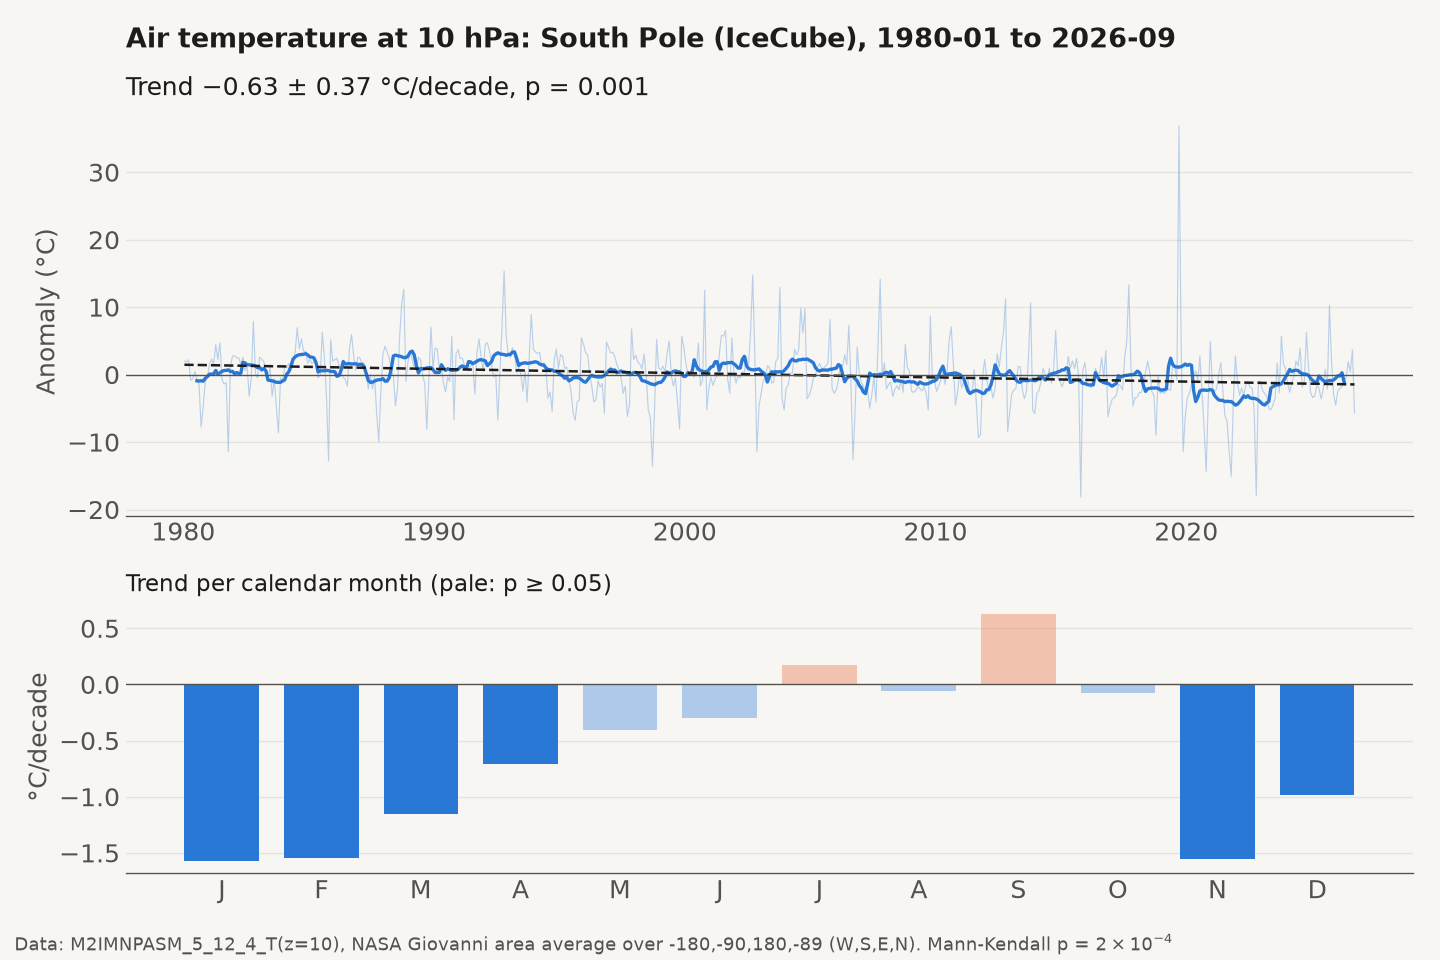 Air temperature at 10 hPa: South Pole (IceCube), 1980-01 to 2026-09
Trend −0.63 ± 0.37 °C/decade, p = 0.001
Anomaly (°C)
30
20
10
0
−10
−20
1980 1990 2000 2010 2020
Trend per calendar month (pale: p ≥ 0.05)
°C/decade
0.5
0.0
−0.5
−1.0
−1.5
J F M A M J J A S O N D
Data: M2IMNPASM_5_12_4_T(z=10), NASA Giovanni area average over -180,-90,180,-89 (W,S,E,N). Mann-Kendall p = 2 × 10⁻⁴